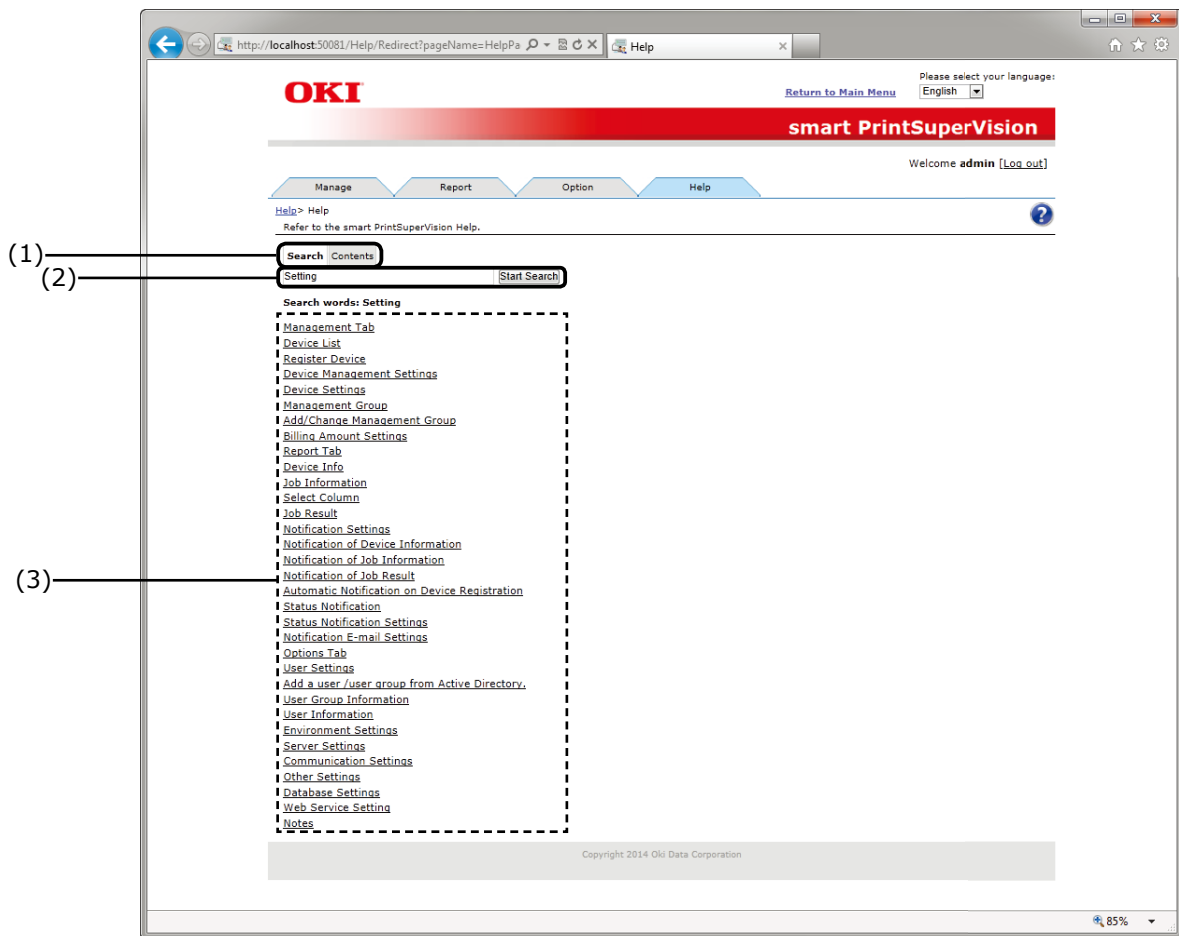 http://localhost:50081/Help/Redirect?pageName=HelpPa
Help
OKI
Return to Main Menu
Please select your language:
English
smart PrintSuperVision
Welcome admin [Log out]
Manage Report Option Help
Help> Help
Refer to the smart PrintSuperVision Help.
(1)
Search Contents
(2)
Setting Start Search
Search words: Setting
Management Tab
Device List
Register Device
Device Management Settings
Device Settings
Management Group
Add/Change Management Group
Billing Amount Settings
Report Tab
Device Info
Job Information
Select Column
Job Result
Notification Settings
Notification of Device Information
Notification of Job Information
(3)
Notification of Job Result
Automatic Notification on Device Registration
Status Notification
Status Notification Settings
Notification E-mail Settings
Options Tab
User Settings
Add a user /user group from Active Directory.
User Group Information
User Information
Environment Settings
Server Settings
Communication Settings
Other Settings
Database Settings
Web Service Setting
Notes
Copyright 2014 Oki Data Corporation
85%